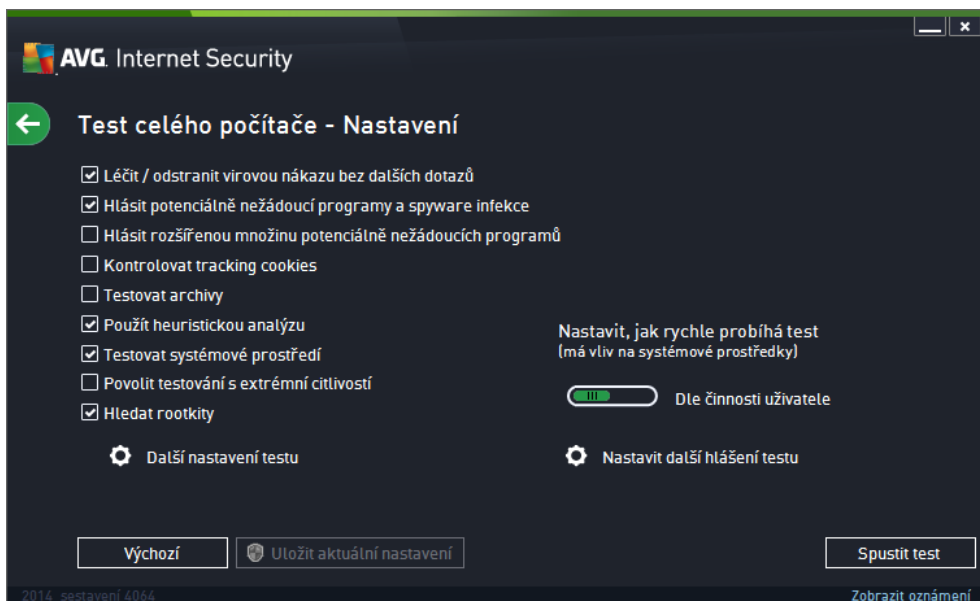 AVG. Internet Security
Test celého počítače - Nastavení
Léčit / odstranit virovou nákazu bez dalších dotazů
Hlásit potenciálně nežádoucí programy a spyware infekce
Hlásit rozšířenou množinu potenciálně nežádoucích programů
Kontrolovat tracking cookies
Testovat archivy
Použít heuristickou analýzu
Testovat systémové prostředí
Povolit testování s extrémní citlivostí
Hledat rootkity
Nastavit, jak rychle probíhá test
(má vliv na systémové prostředky)
Dle činnosti uživatele
Další nastavení testu
Nastavit další hlášení testu
Výchozí
Uložit aktuální nastavení
Spustit test
2014 sestavení 4064
Zobrazit oznámení